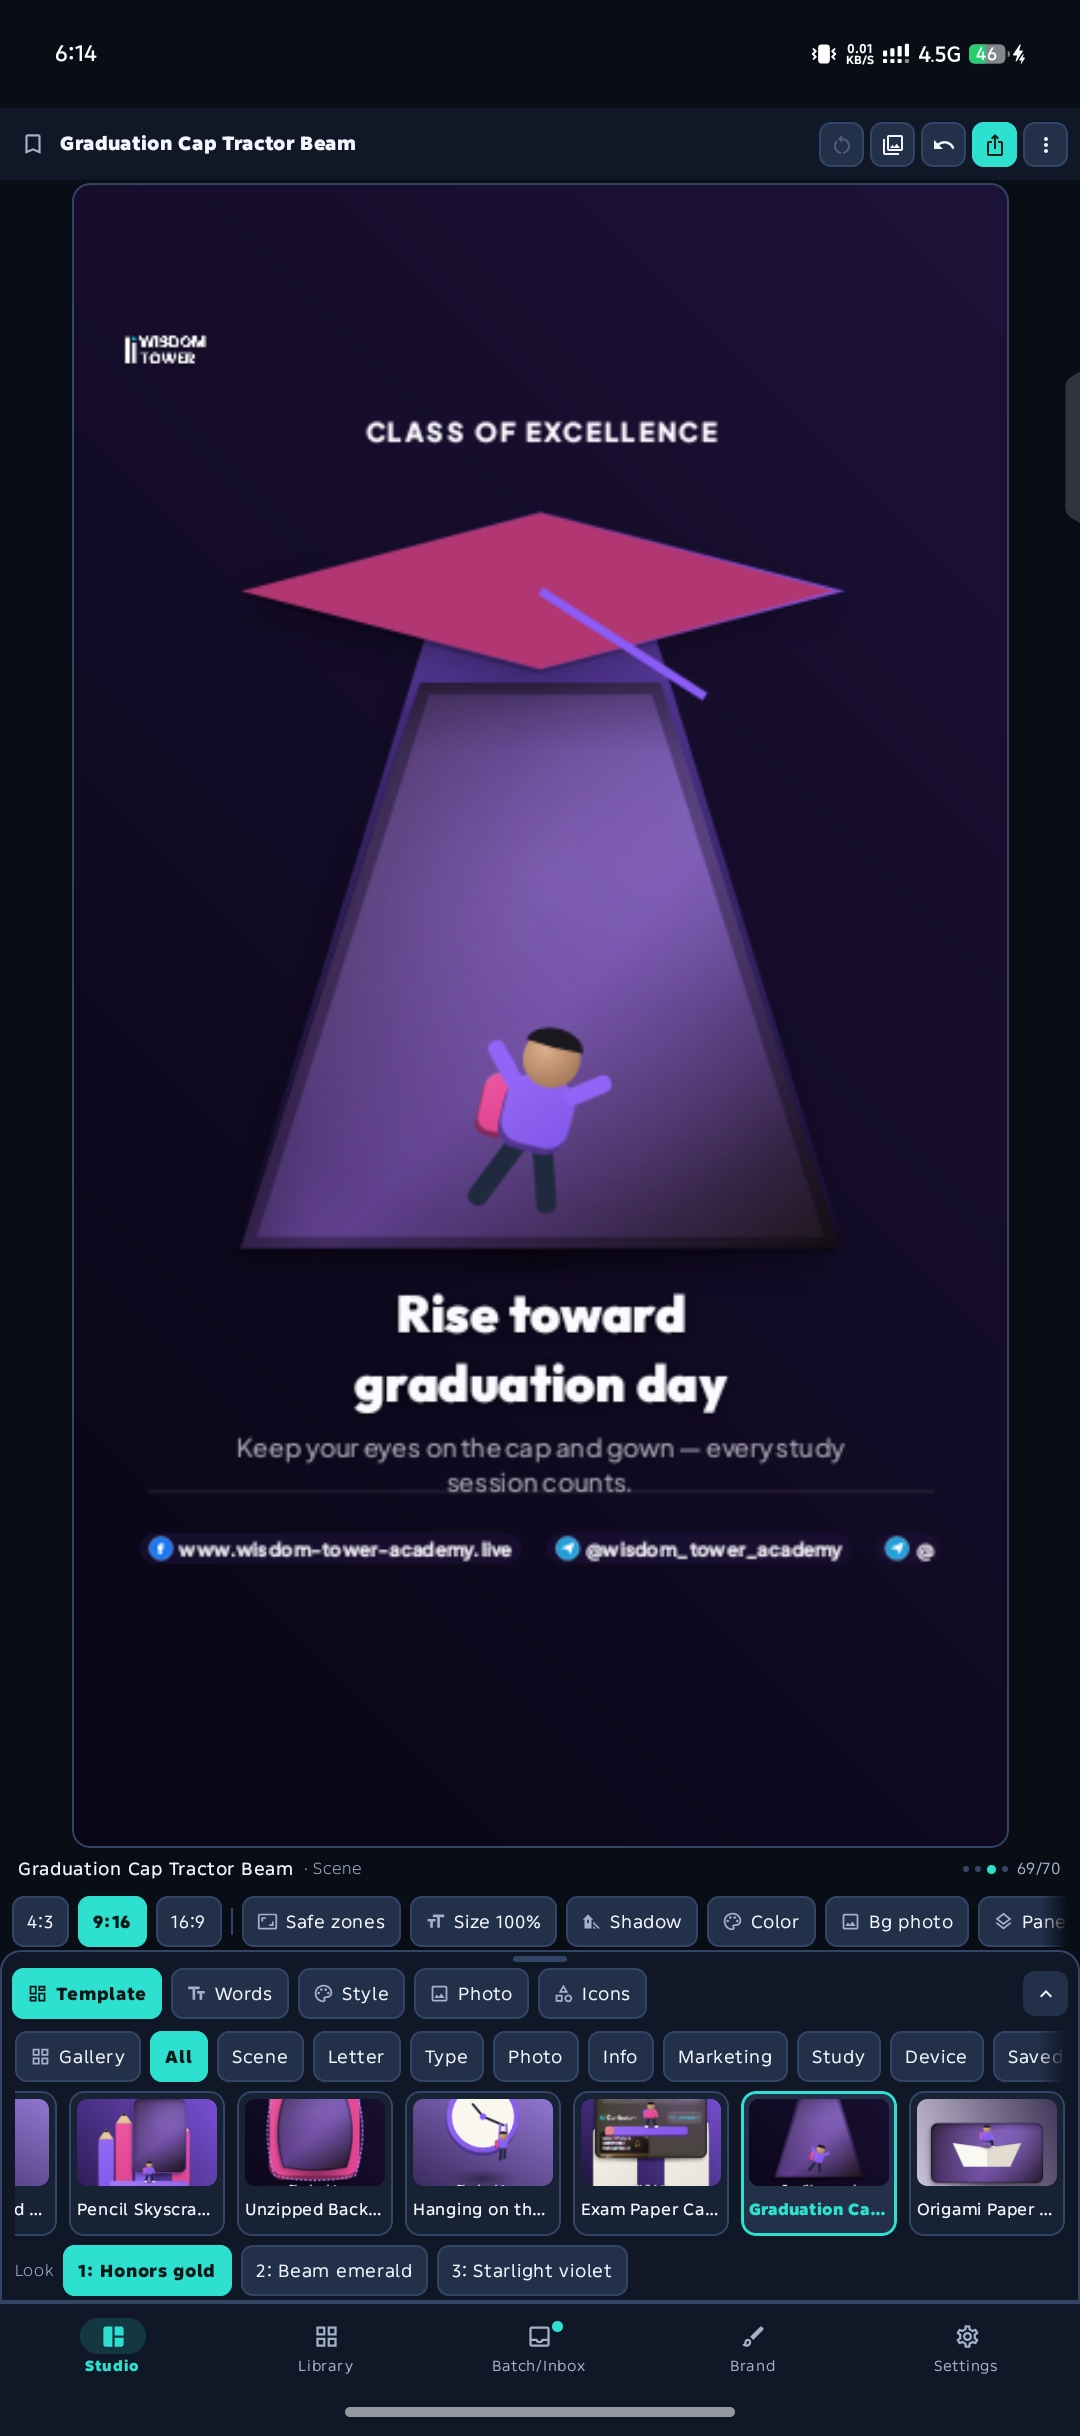 6:14
0.01
KB/S
4.5G
46
Graduation Cap Tractor Beam
WISDOM
TOWER
CLASS OF EXCELLENCE
Rise toward
graduation day
Keep your eyes on the cap and gown — every study
session counts.
www.wisdom-tower-academy.live @wisdom_tower_academy @
Graduation Cap Tractor Beam · Scene 69/70
4:3 9:16 16:9 Safe zones Size 100% Shadow Color Bg photo Pane
Template Words Style Photo Icons
Gallery All Scene Letter Type Photo Info Marketing Study Device Saved
d ... Pencil Skyscra... Unzipped Back... Hanging on th... Exam Paper Ca... Graduation Ca... Origami Paper ...
Look 1: Honors gold 2: Beam emerald 3: Starlight violet
Studio Library Batch/Inbox Brand Settings